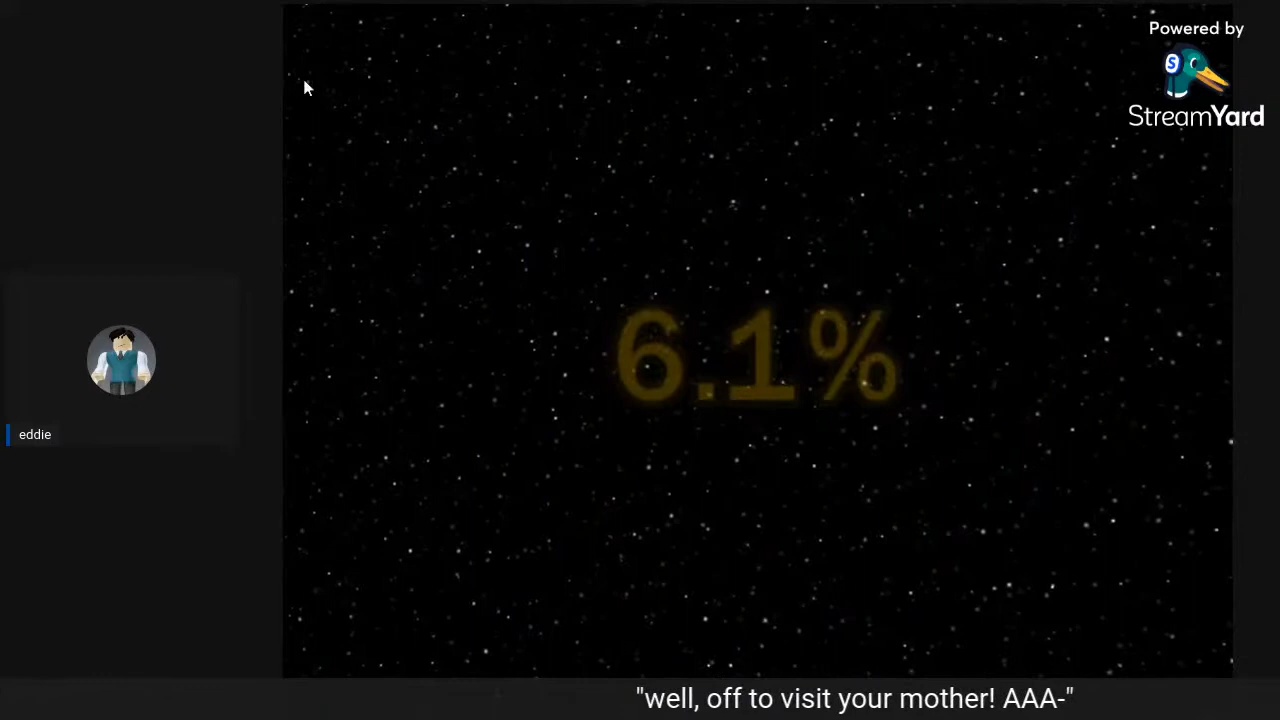 Powered by
S
StreamYard
6.1%
eddie
"well, off to visit your mother! AAA-"